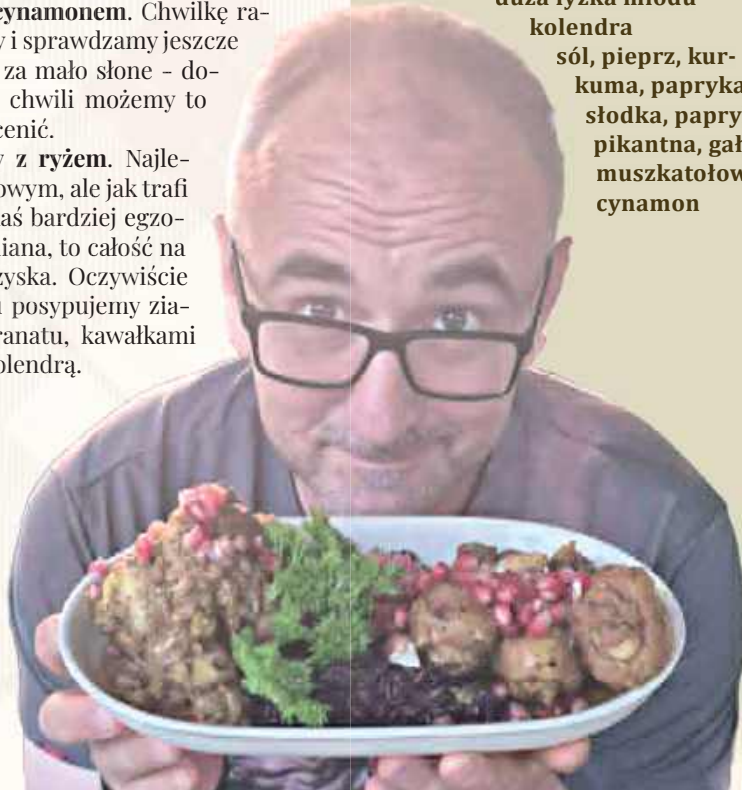 cynamonem. Chwilkę ra-
i sprawdzamy jeszcze
za mało słone - do-
chwili możemy to
cenić.
z ryżem. Najle-
owym, ale jak trafi
aś bardziej egzo-
iana, to całość na
zyska. Oczywiście
posypujemy zia-
ranatu, kawałkami
olendrą.
duża łyżka miodu
kolendra
sól, pieprz, kur-
kuma, papryka
słodka, papry
pikantna, gał
muszkatołow
cynamon